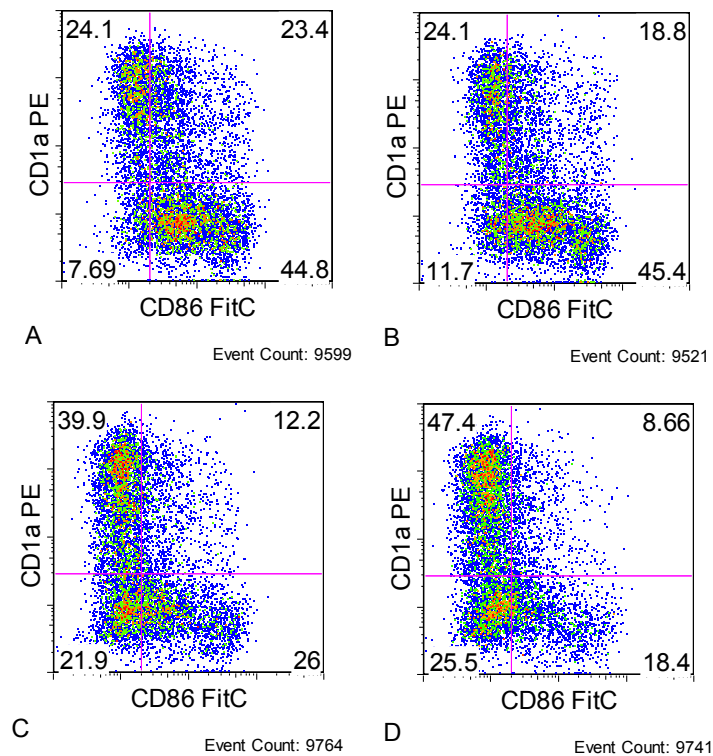 24.1 23.4
CD1a PE
7.69 44.8
CD86 FitC
A
Event Count: 9599
24.1 18.8
CD1a PE
11.7 45.4
CD86 FitC
B
Event Count: 9521
39.9 12.2
CD1a PE
21.9 26
CD86 FitC
C
Event Count: 9764
47.4 8.66
CD1a PE
25.5 18.4
CD86 FitC
D
Event Count: 9741